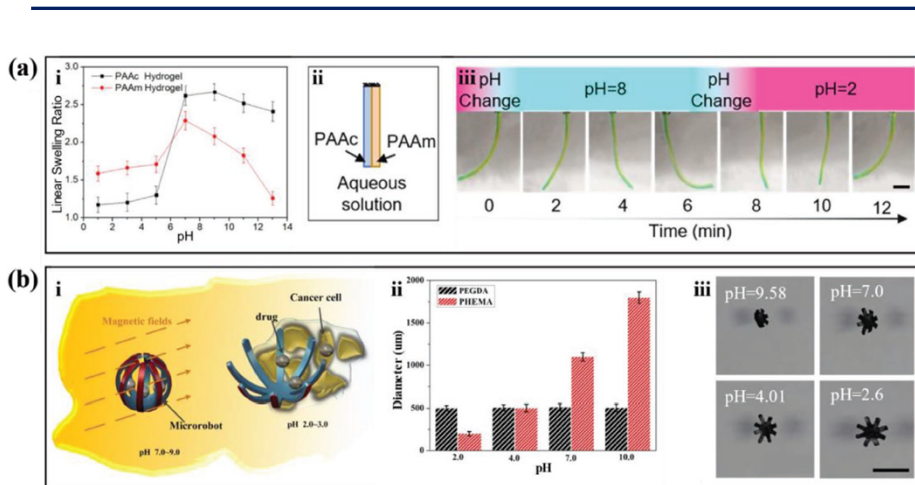 (a)
i
PAAc Hydrogel
PAAm Hydrogel
Linear Swelling Ratio
3.0
2.5
2.0
1.5
1.0
0 2 4 6 8 10 12 14
pH
ii
PAAc PAAm
Aqueous
solution
iii
pH
Change
pH=8
pH
Change
pH=2
0 2 4 6 8 10 12
Time (min)
(b)
i
Magnetic fields
Microrobot
pH 7.0~9.0
drug
Cancer cell
pH 2.0~3.0
ii
PEGDA
PHEMA
Diameter (um)
2000
1500
1000
500
0
2.0 4.0 7.0 10.0
pH
iii
pH=9.58
pH=7.0
pH=4.01
pH=2.6